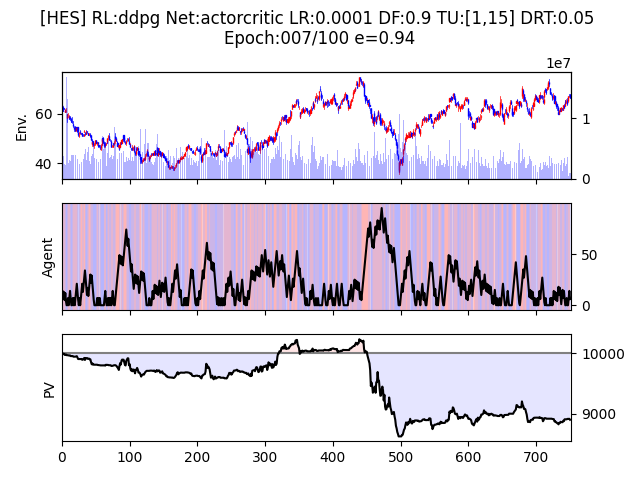 [HES] RL:ddpg Net:actorcritic LR:0.0001 DF:0.9 TU:[1,15] DRT:0.05
Epoch:007/100 e=0.94
1e7
Env.
60
40
1
0
Agent
50
0
PV
10000
9000
0 100 200 300 400 500 600 700